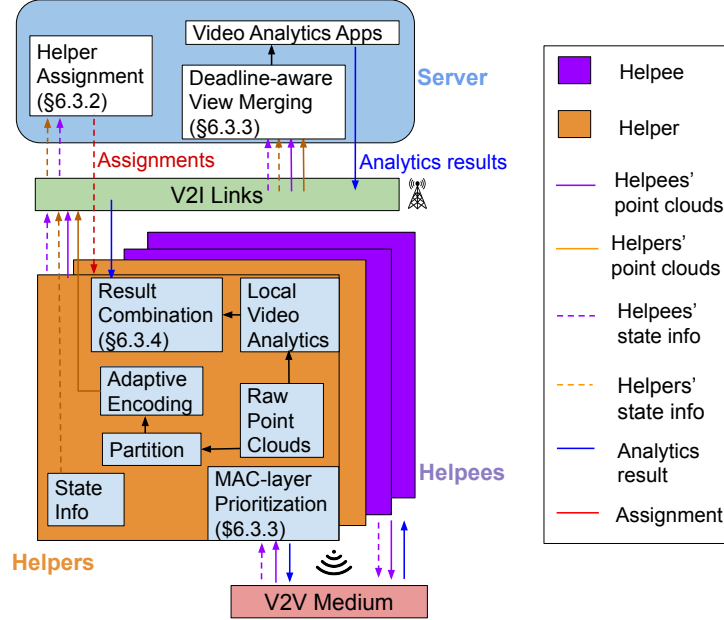 Video Analytics Apps
Helper
Assignment
(§6.3.2)
Deadline-aware
View Merging
(§6.3.3)
Server
Assignments
Analytics results
V2I Links
Result
Combination
(§6.3.4)
Local
Video
Analytics
Adaptive
Encoding
Raw
Point
Clouds
Partition
State
Info
MAC-layer
Prioritization
($6.3.3)
Helpees
Helpers
V2V Medium
Helpee
Helper
Helpees'
point clouds
Helpers'
point clouds
Helpees'
state info
Helpers'
state info
Analytics
result
Assignment